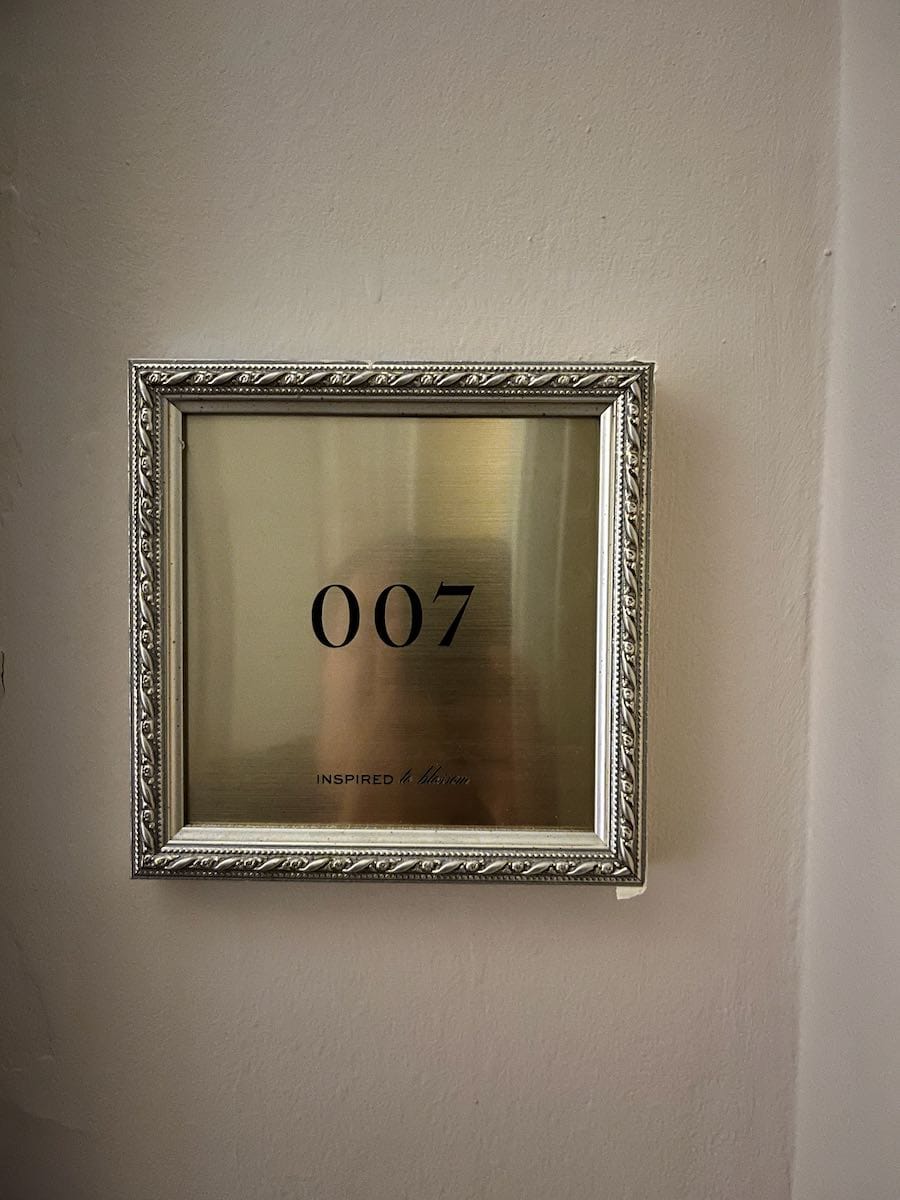 007
INSPIRED to blossom